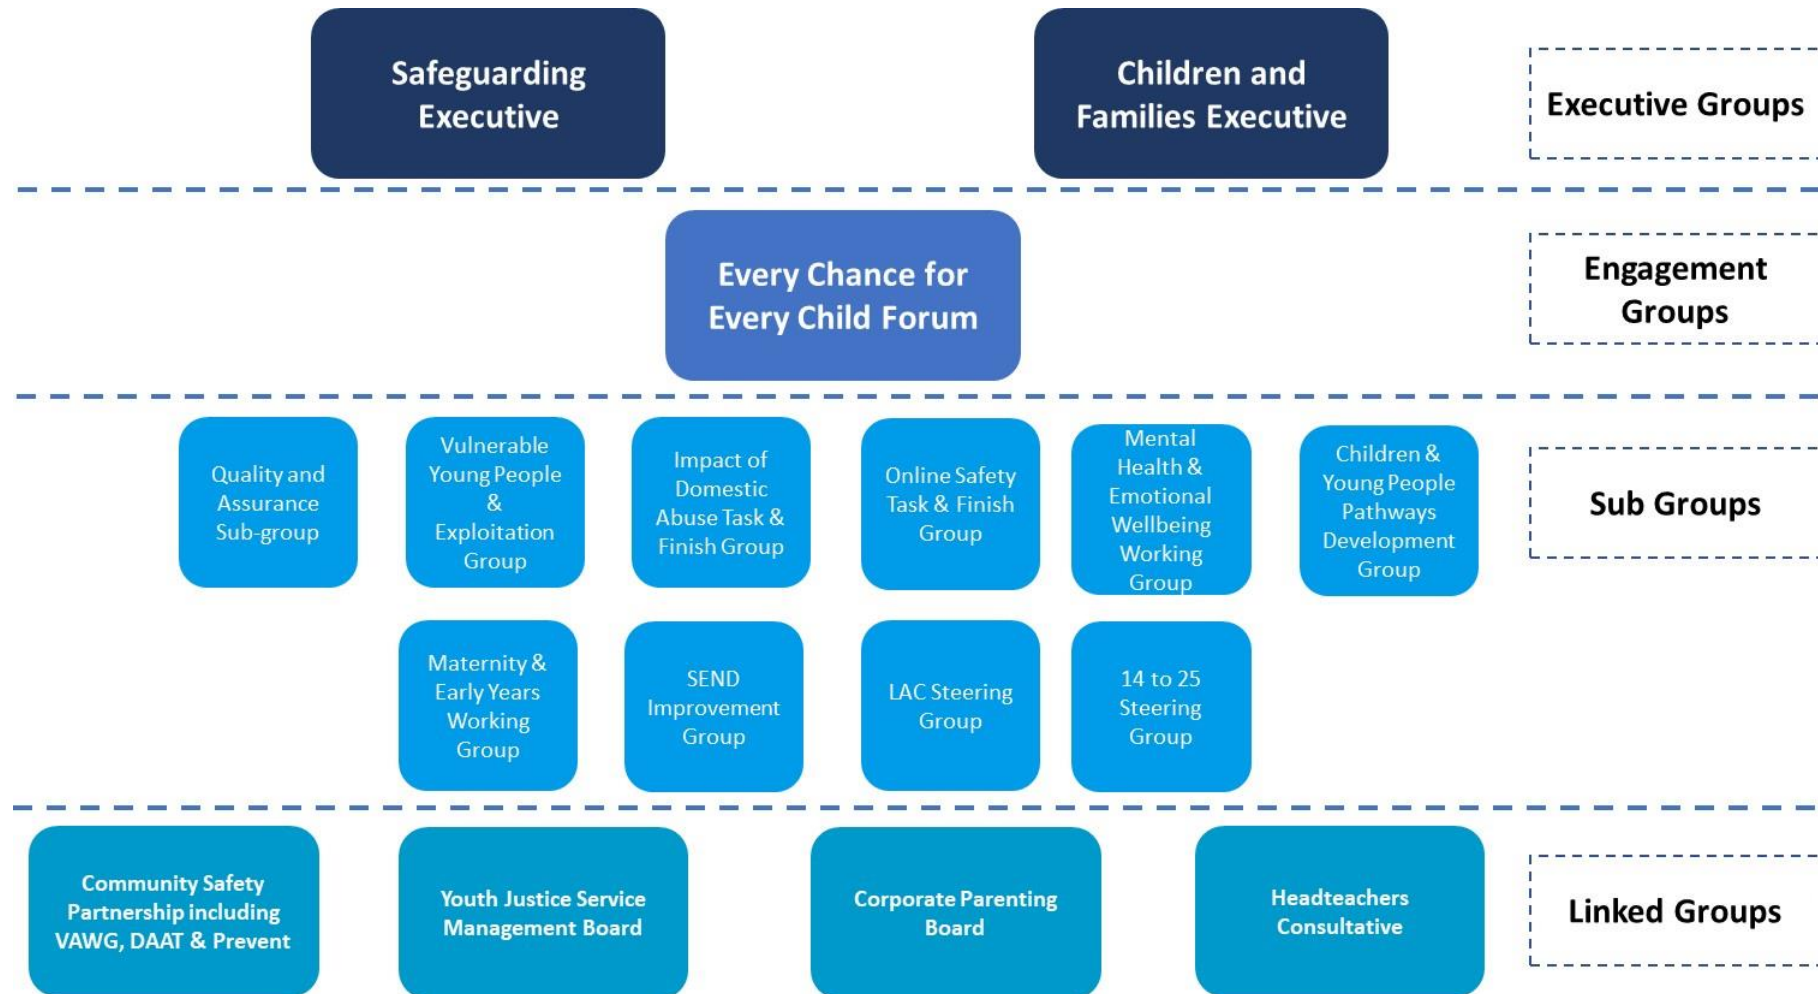 Safeguarding
Executive
Children and
Families Executive
Executive Groups
Every Chance for
Every Child Forum
Engagement
Groups
Quality and
Assurance
Sub-group
Vulnerable
Young People
&
Exploitation
Group
Impact of
Domestic
Abuse Task &
Finish Group
Online Safety
Task & Finish
Group
Mental
Health &
Emotional
Wellbeing
Working
Group
Children &
Young People
Pathways
Development
Group
Sub Groups
Maternity &
Early Years
Working
Group
SEND
Improvement
Group
LAC Steering
Group
14 to 25
Steering
Group
Community Safety
Partnership including
VAWG, DAAT & Prevent
Youth Justice Service
Management Board
Corporate Parenting
Board
Headteachers
Consultative
Linked Groups